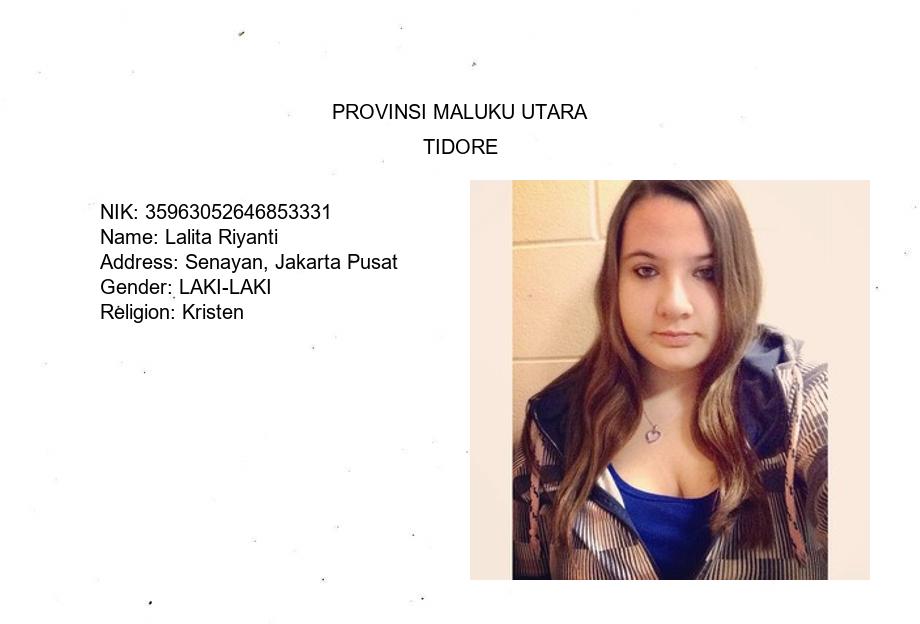 PROVINSI MALUKU UTARA
TIDORE
NIK: 35963052646853331
Name: Lalita Riyanti
Address: Senayan, Jakarta Pusat
Gender: LAKI-LAKI
Religion: Kristen